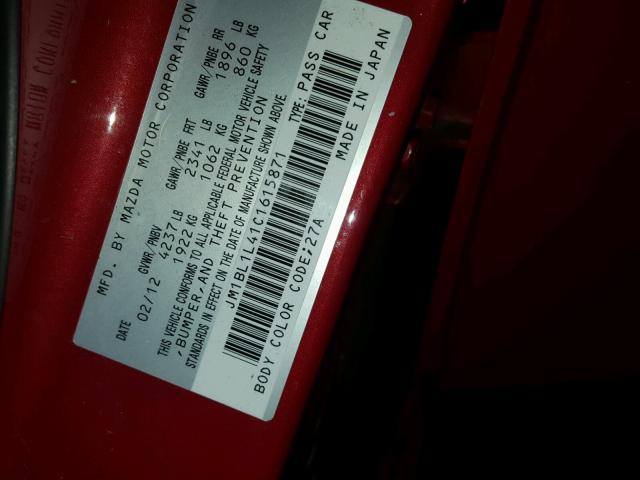 MFD. BY MAZDA MOTOR CORPORATION
DATE GVWR/PNBV GAWR/PNBE FRT GAWR/PNBE RR
02/12 4237 LB 2341 LB 1896 LB
1922 KG 1062 KG 860 KG
THIS VEHICLE CONFORMS TO ALL APPLICABLE FEDERAL MOTOR VEHICLE SAFETY
,BUMPER,AND THEFT PREVENTION
STANDARDS IN EFFECT ON THE DATE OF MANUFACTURE SHOWN ABOVE.
JM1BL1L41C1615871 TYPE: PASS CAR
BODY COLOR CODE:27A MADE IN JAPAN